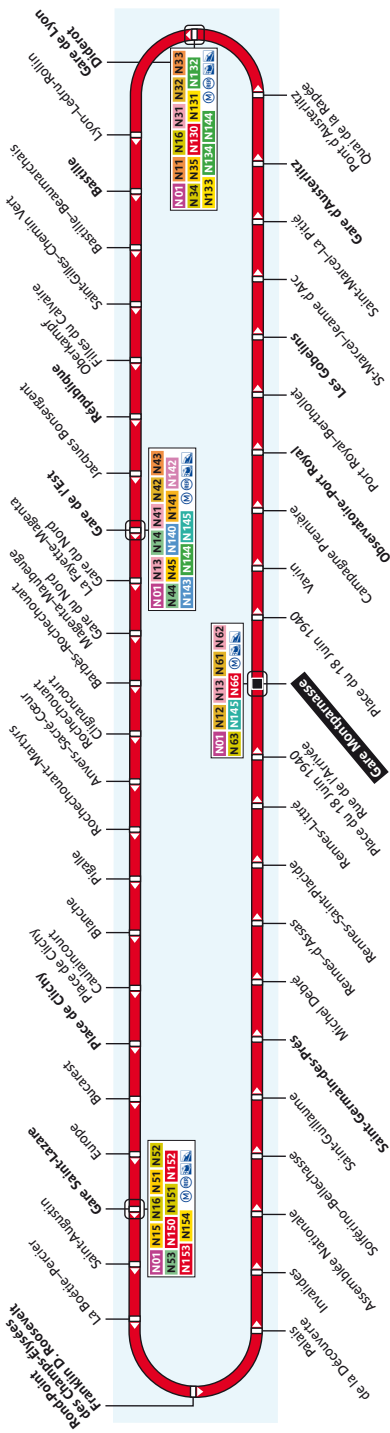 Gare de Lyon
Diderot
Lyon–Ledru-Rollin
Bastille
Bastille–Beaumarchais
Saint-Gilles–Chemin Vert
Oberkampf
Filles du Calvaire
République
Jacques Bonsergent
Gare de l'Est
La Fayette–Magenta
Gare du Nord
Magenta–Maubeuge
Gare du Nord
Barbès–Rochechouart
Clignancourt
Rochechouart
Anvers–Sacré-Cœur
Rochechouart–Martyrs
Pigalle
Blanche
Place de Clichy
Caulaincourt
Place de Clichy
Bucarest
Europe
Gare Saint-Lazare
Saint-Augustin
La Boétie–Percier
Rond-Point
des Champs-Élysées
Franklin D. Roosevelt
N01 N11 N16 N31 N32 N33
N34 N35 N130 N131 N132
N133 N134 N144 M RER
N01 N13 N14 N41 N42 N43
N44 N45 N140 N141 N142
N143 N144 N145 M RER
N01 N12 N13 N61 N62
N63 N145 N66 M
N01 N15 N16 N51 N52
N53 N150 N151 N152
N153 N154 M RER
Pont d'Austerlitz
Quai de la Rapée
Gare d'Austerlitz
Saint-Marcel–La Pitié
St-Marcel–Jeanne d'Arc
Les Gobelins
Port Royal–Berthollet
Observatoire–Port Royal
Campagne Première
Vavin
Place du 18 Juin 1940
Gare Montparnasse
Place du 18 Juin 1940
Rue de l'Arrivée
Rennes–Littré
Rennes–Saint-Placide
Rennes–d'Assas
Michel Debré
Saint-Germain-des-Prés
Saint-Guillaume
Solférino–Bellechasse
Assemblée Nationale
Invalides
Palais
de la Découverte